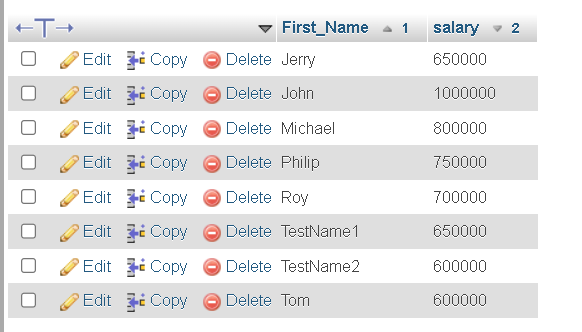 First_Name 1 salary 2
Edit Copy Delete Jerry 650000
Edit Copy Delete John 1000000
Edit Copy Delete Michael 800000
Edit Copy Delete Philip 750000
Edit Copy Delete Roy 700000
Edit Copy Delete TestName1 650000
Edit Copy Delete TestName2 600000
Edit Copy Delete Tom 600000